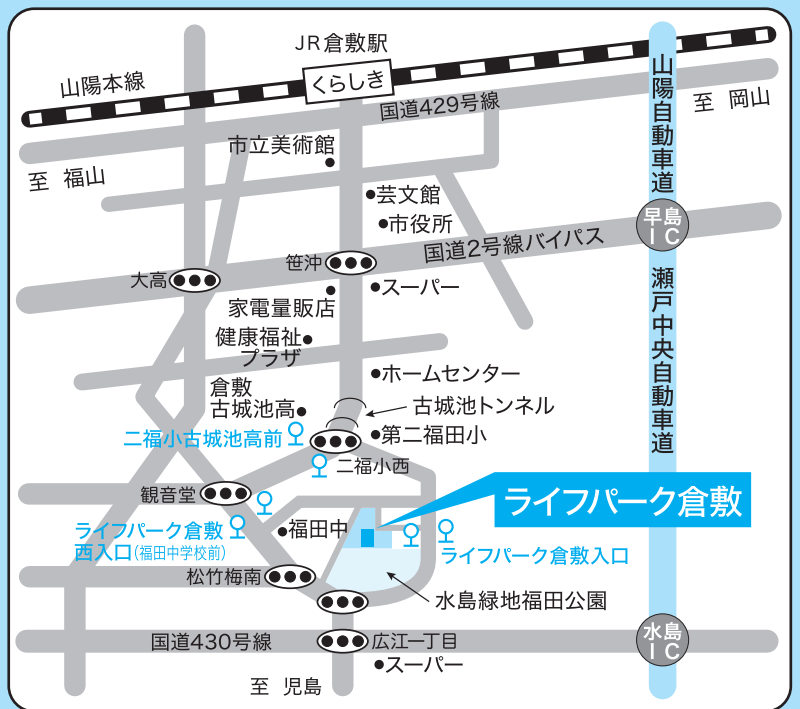 JR倉敷駅
くらしき
山陽本線
国道429号線
至 岡山
至 福山
市立美術館
芸文館
市役所
山陽自動車道
早島
IC
国道2号線バイパス
笹沖
大高
スーパー
家電量販店
健康福祉
プラザ
瀬戸中央自動車道
ホームセンター
倉敷
古城池高
古城池トンネル
二福小古城池高前
第二福田小
二福小西
観音堂
ライフパーク倉敷
ライフパーク倉敷
西入口(福田中学校前)
福田中
ライフパーク倉敷入口
松竹梅南
水島緑地福田公園
国道430号線
広江一丁目
水島
IC
スーパー
至 児島